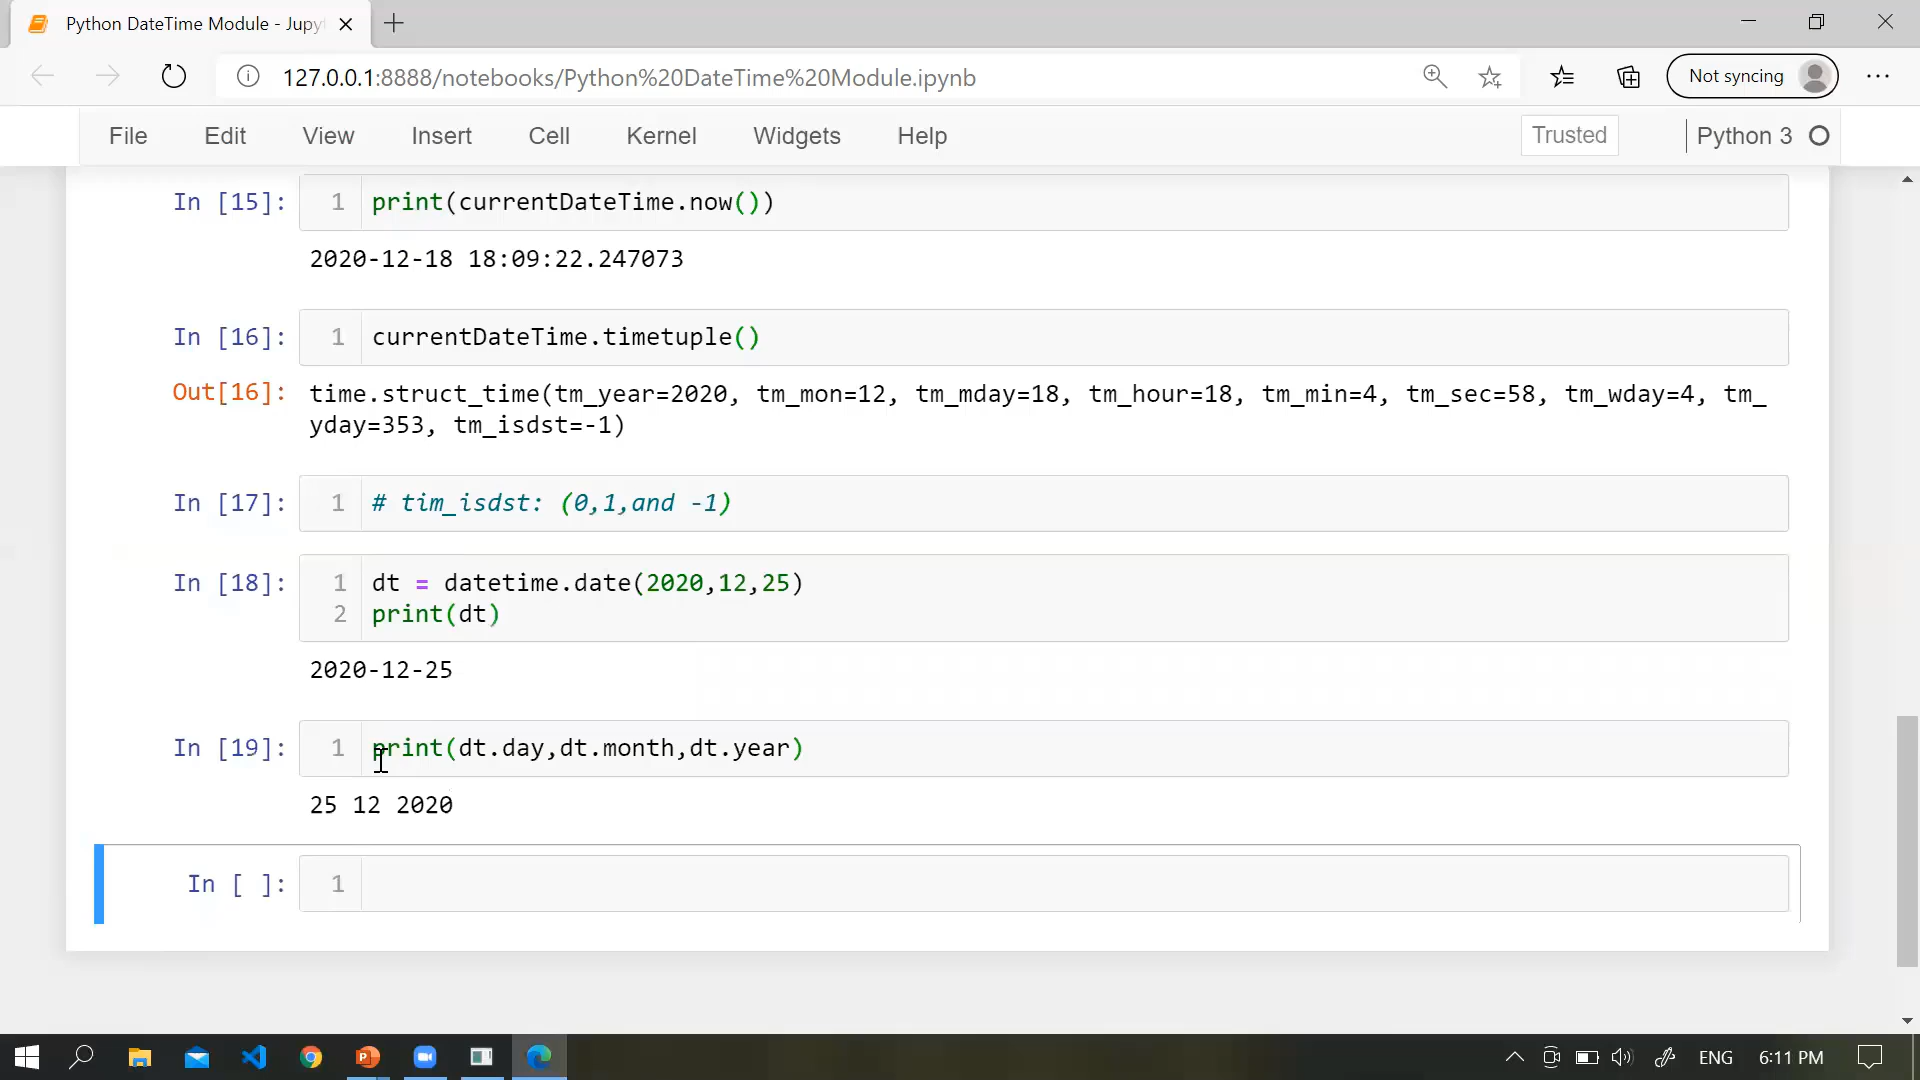 Python DateTime Module - Jupy
127.0.0.1:8888/notebooks/Python%20DateTime%20Module.ipynb
Not syncing
File Edit View Insert Cell Kernel Widgets Help Trusted Python 3
In [15]: 1 print(currentDateTime.now())
2020-12-18 18:09:22.247073
In [16]: 1 currentDateTime.timetuple()
Out[16]: time.struct_time(tm_year=2020, tm_mon=12, tm_mday=18, tm_hour=18, tm_min=4, tm_sec=58, tm_wday=4, tm_
yday=353, tm_isdst=-1)
In [17]: 1 # tim_isdst: (0,1,and -1)
In [18]: 1 dt = datetime.date(2020,12,25)
2 print(dt)
2020-12-25
In [19]: 1 print(dt.day,dt.month,dt.year)
25 12 2020
In [ ]: 1
ENG 6:11 PM